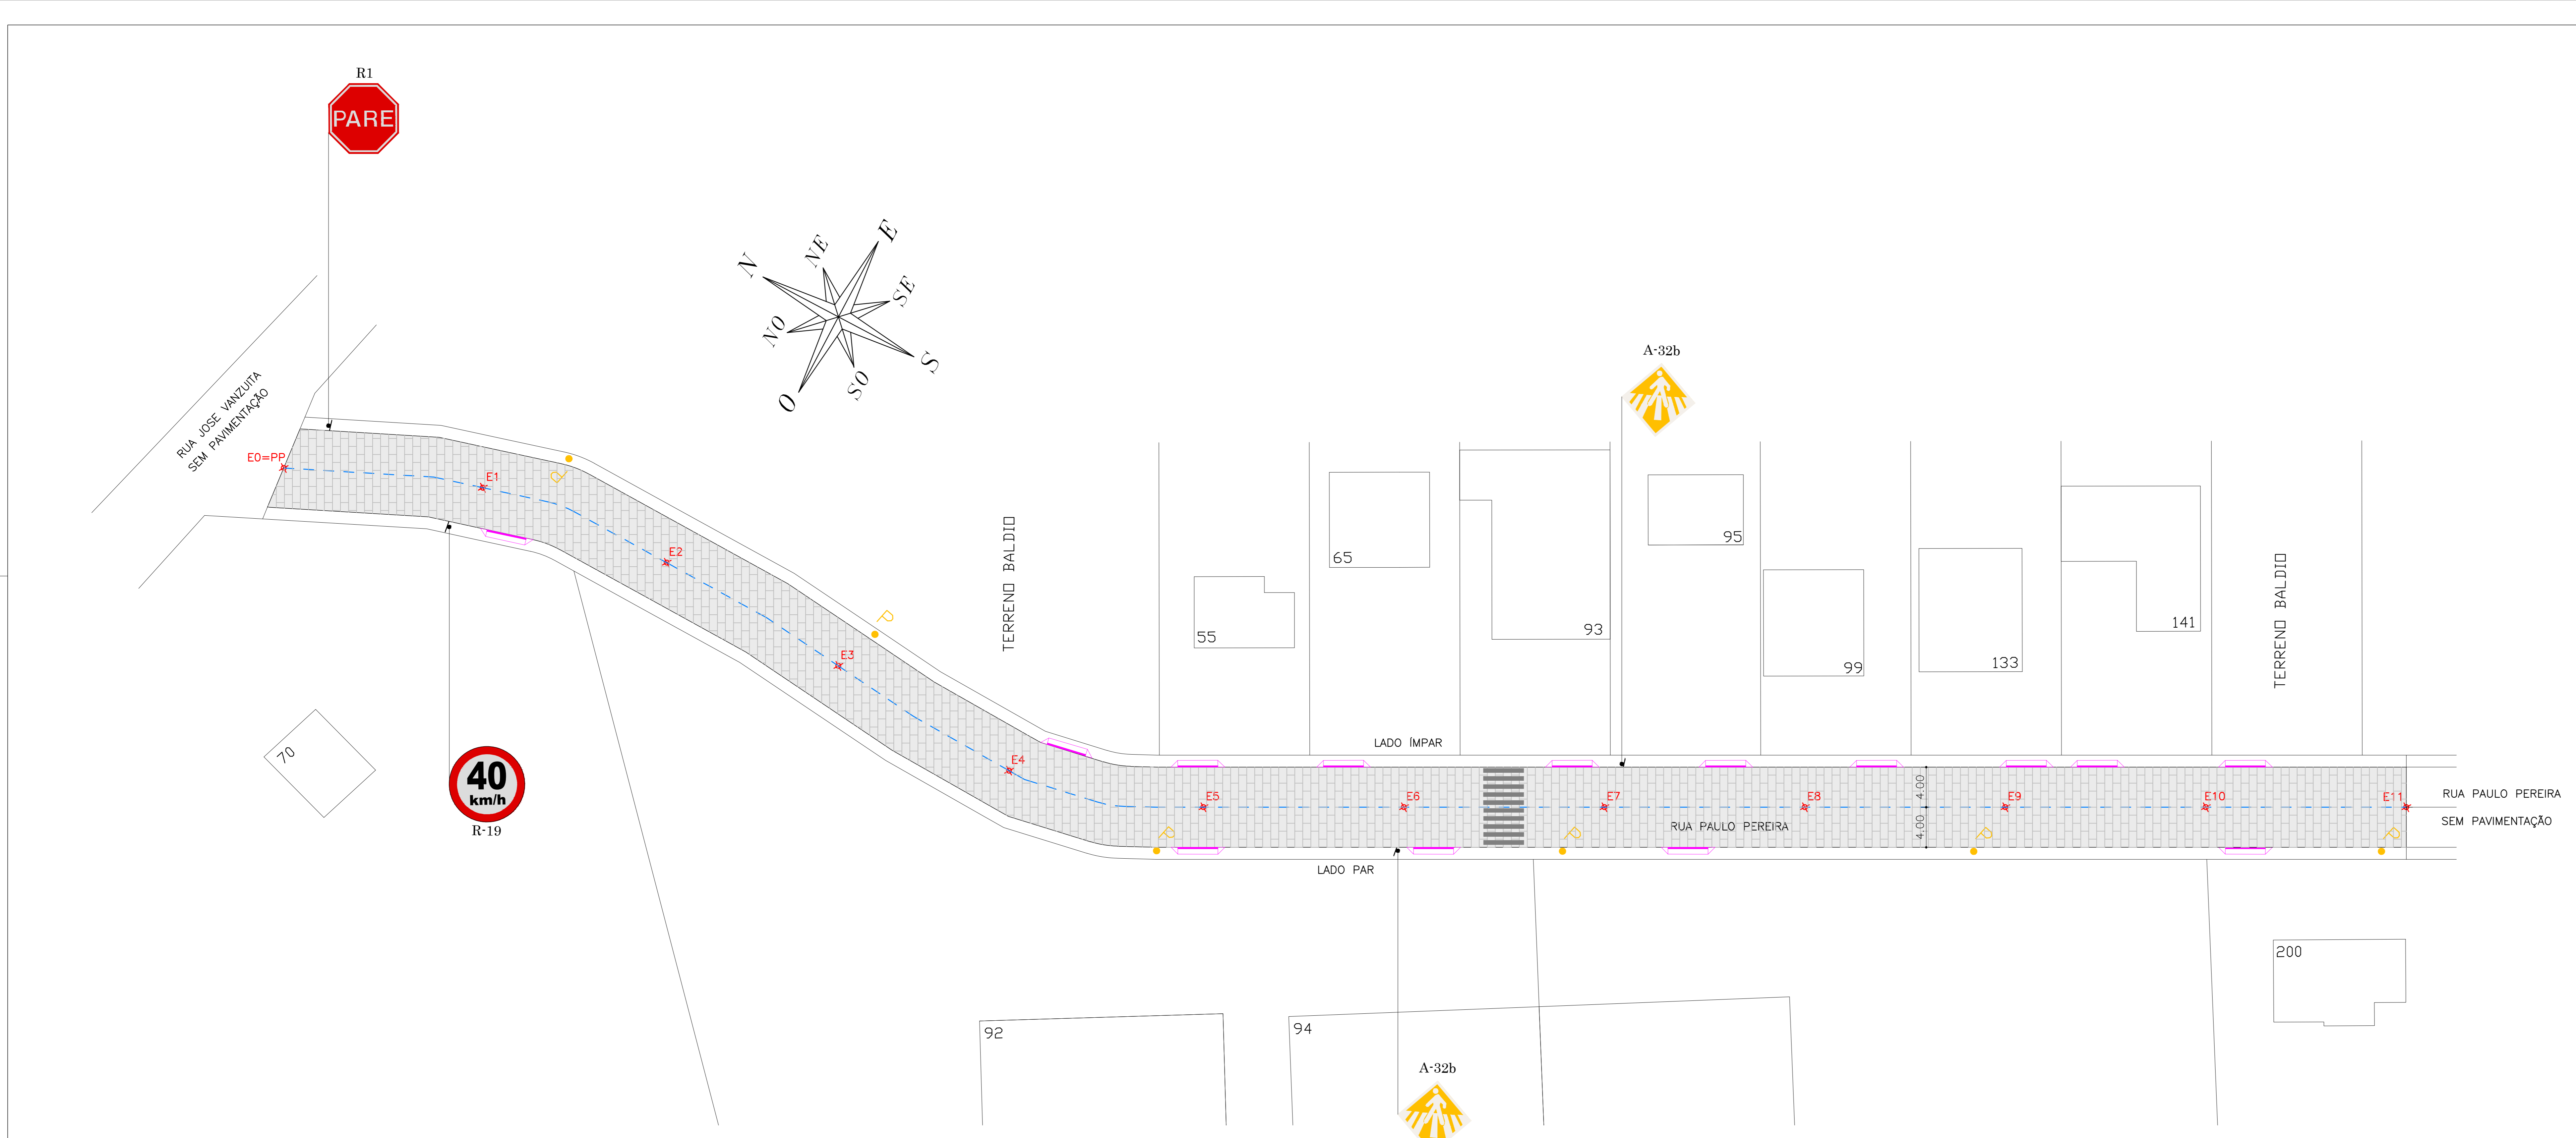 R1
PARE
N
NE
E
SE
S
SO
O
NO
A-32b
RUA JOSE VANZUITA
SEM PAVIMENTAÇÃO
E0=PP
E1
P
E2
P
E3
E4
TERRENO BALDIO
55
65
93
95
99
133
141
TERRENO BALDIO
70
40
km/h
R-19
LADO ÍMPAR
E5
E6
E7
E8
E9
E10
E11
4.00
4.00
RUA PAULO PEREIRA
RUA PAULO PEREIRA
SEM PAVIMENTAÇÃO
P
P
P
P
LADO PAR
92
94
200
A-32b